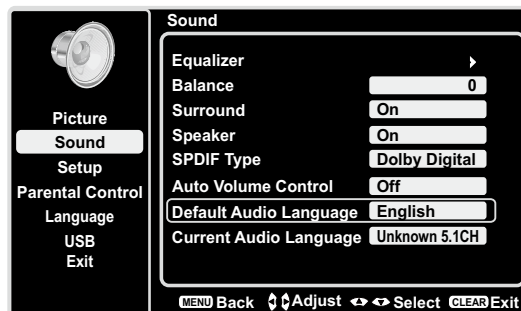 Sound
Picture
Sound
Setup
Parental Control
Language
USB
Exit
Equalizer
Balance 0
Surround On
Speaker On
SPDIF Type Dolby Digital
Auto Volume Control Off
Default Audio Language English
Current Audio Language Unknown 5.1CH
MENU Back Adjust Select CLEAR Exit